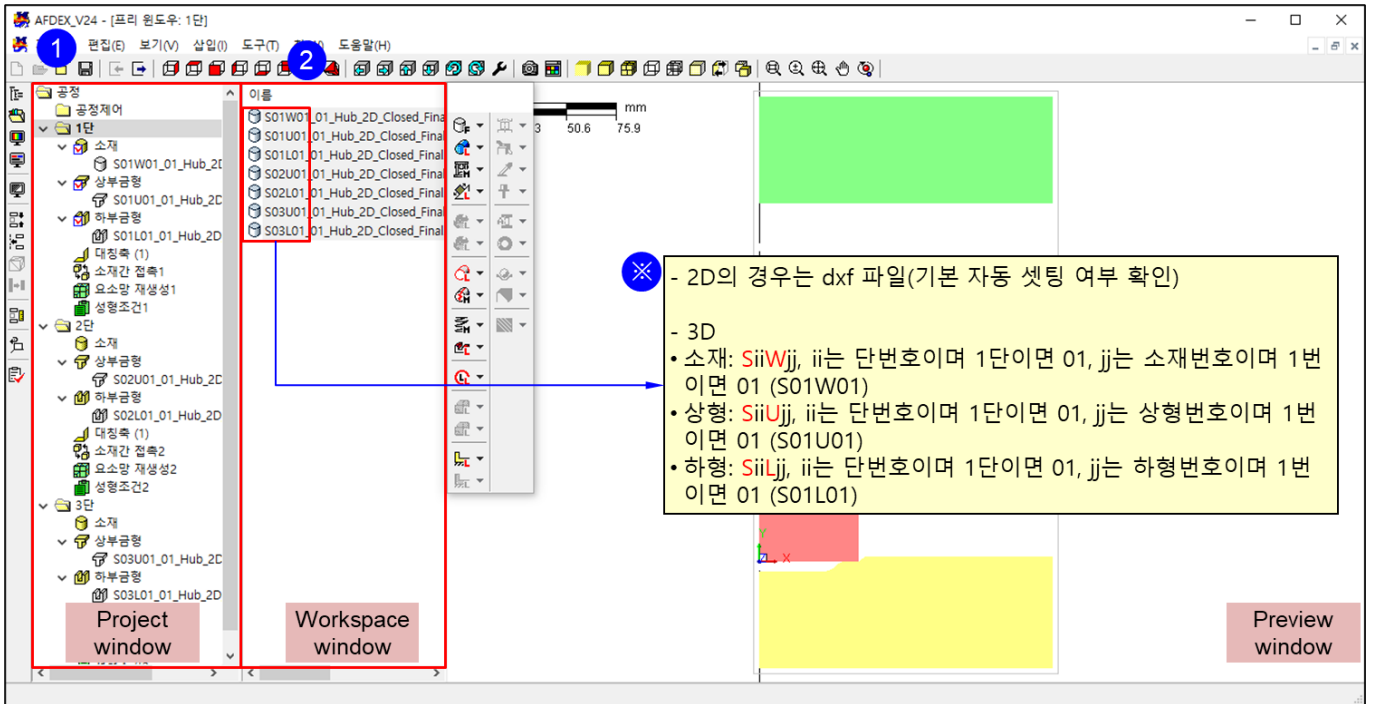 AFDEX_V24 - [프리 윈도우: 1단]
편집(E) 보기(V) 삽입(I) 도구(T) 도움말(H)
1
2
공정
공정제어
1단
소재
S01W01_01_Hub_2D
상부금형
S01U01_01_Hub_2D
하부금형
S01L01_01_Hub_2D
대칭축 (1)
소재간 접촉1
요소망 재생성1
성형조건1
2단
소재
상부금형
S02U01_01_Hub_2D
하부금형
S02L01_01_Hub_2D
대칭축 (1)
소재간 접촉2
요소망 재생성2
성형조건2
3단
소재
상부금형
S03U01_01_Hub_2D
하부금형
S03L01_01_Hub_2D
Project
window
이름
S01W01_01_Hub_2D_Closed_Fina
S01U01_01_Hub_2D_Closed_Final
S01L01_01_Hub_2D_Closed_Final
S02U01_01_Hub_2D_Closed_Final
S02L01_01_Hub_2D_Closed_Final
S03U01_01_Hub_2D_Closed_Final
S03L01_01_Hub_2D_Closed_Final
Workspace
window
mm
3 50.6 75.9
※
- 2D의 경우는 dxf 파일(기본 자동 셋팅 여부 확인)
- 3D
• 소재: SiiWjj, ii는 단번호이며 1단이면 01, jj는 소재번호이며 1번
이면 01 (S01W01)
• 상형: SiiUjj, ii는 단번호이며 1단이면 01, jj는 상형번호이며 1번
이면 01 (S01U01)
• 하형: SiiLjj, ii는 단번호이며 1단이면 01, jj는 하형번호이며 1번
이면 01 (S01L01)
Y
Z X
Preview
window